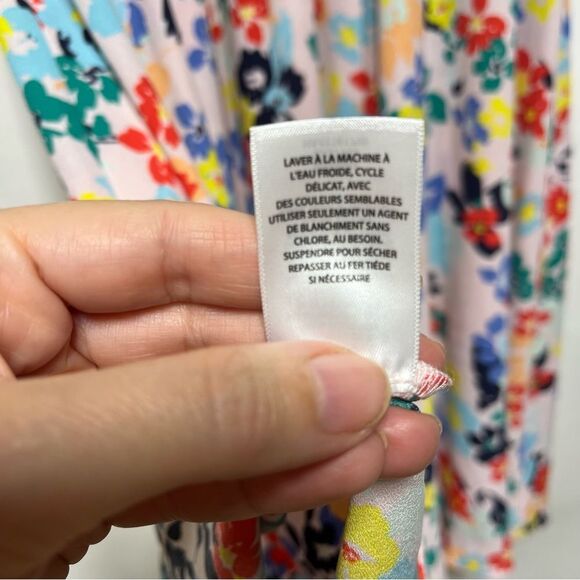 LAVER À LA MACHINE À
L'EAU FROIDE, CYCLE
DÉLICAT, AVEC
DES COULEURS SEMBLABLES
UTILISER SEULEMENT UN AGENT
DE BLANCHIMENT SANS
CHLORE, AU BESOIN.
SUSPENDRE POUR SÉCHER
REPASSER AU FER TIÈDE
SI NÉCESSAIRE